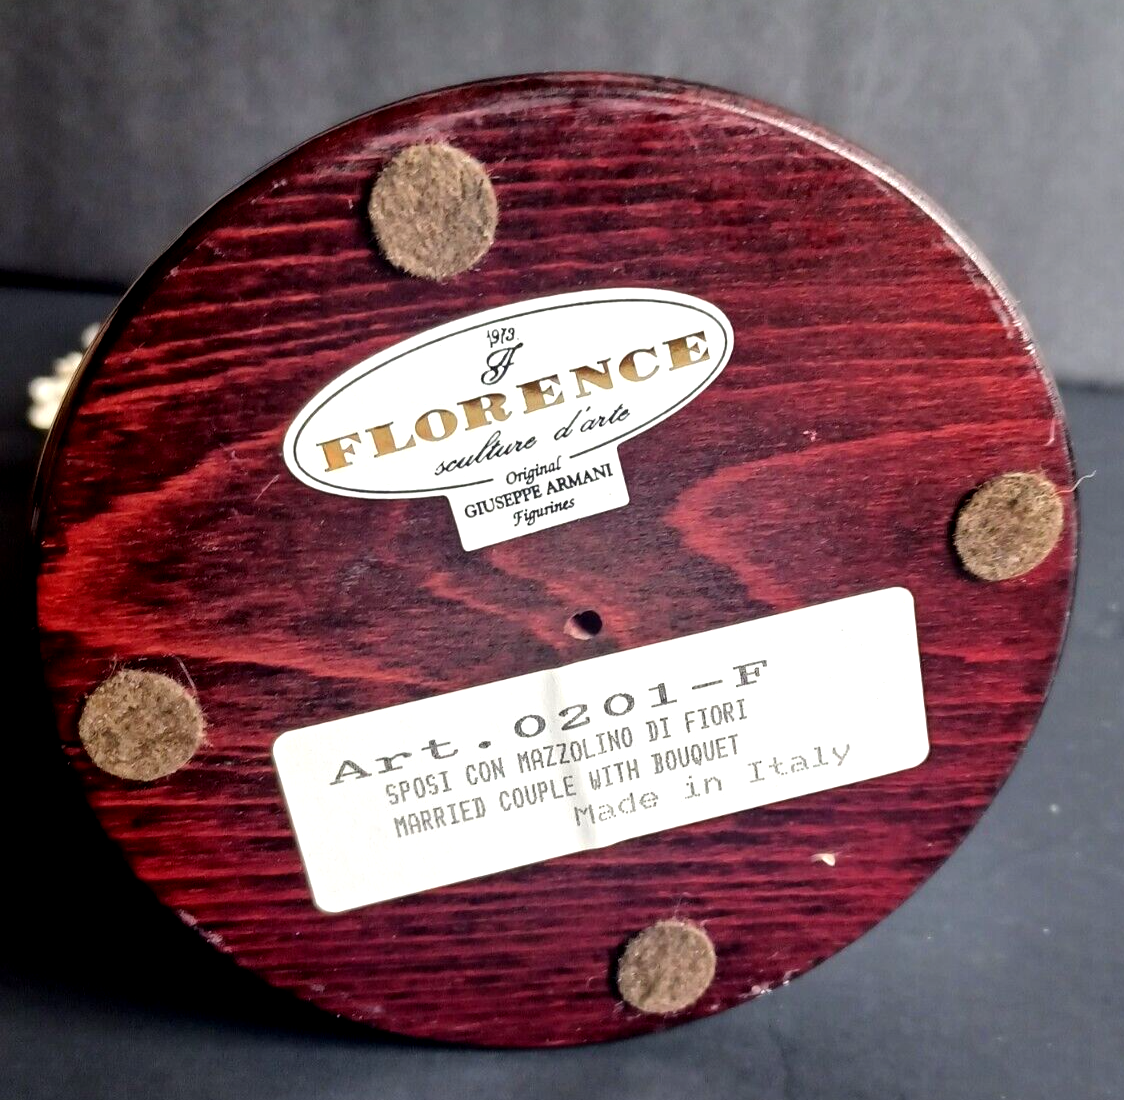 1973
F
FLORENCE
sculture d'arte
Original
GIUSEPPE ARMANI
Figurines
Art.0201-F
SPOSI CON MAZZOLINO DI FIORI
MARRIED COUPLE WITH BOUQUET
Made in Italy